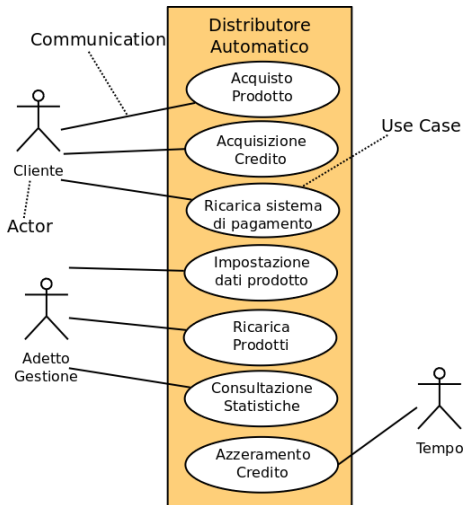 Distributore
Automatico
Communication
Acquisto
Prodotto
Acquisizione
Credito
Use Case
Cliente
Ricarica sistema
di pagamento
Actor
Impostazione
dati prodotto
Ricarica
Prodotti
Adetto
Gestione
Consultazione
Statistiche
Azzeramento
Credito
Tempo